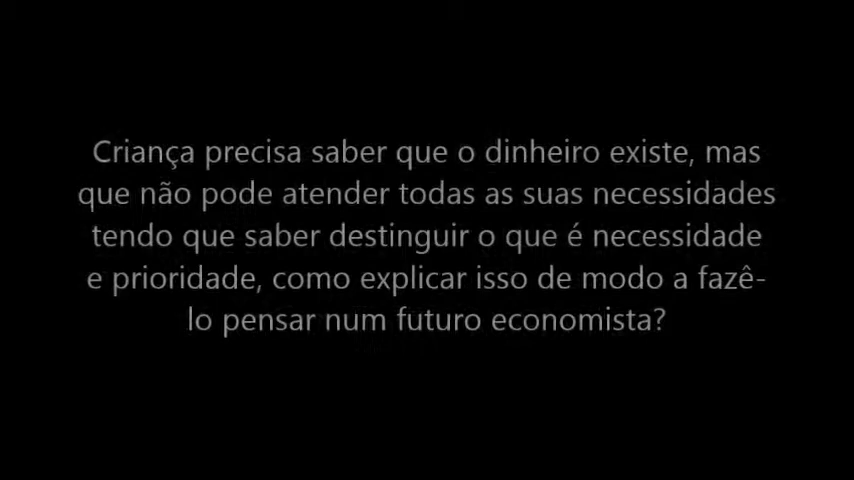 Criança precisa saber que o dinheiro existe, mas
que não pode atender todas as suas necessidades
tendo que saber destinguir o que é necessidade
e prioridade, como explicar isso de modo a fazê-
lo pensar num futuro economista?